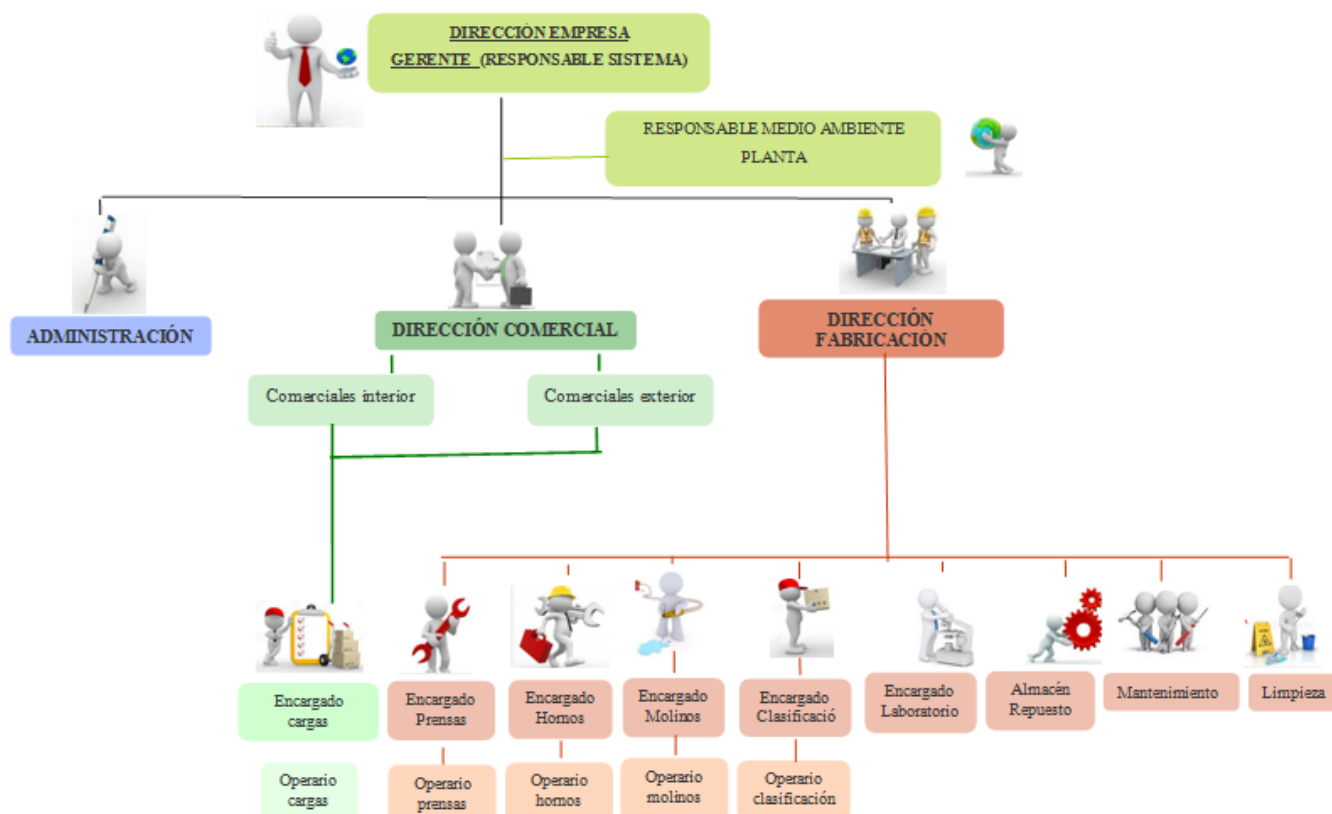 DIRECCIÓN EMPRESA
GERENTE (RESPONSABLE SISTEMA)
RESPONSABLE MEDIO AMBIENTE
PLANTA
ADMINISTRACIÓN
DIRECCIÓN COMERCIAL
DIRECCIÓN
FABRICACIÓN
Comerciales interior
Comerciales exterior
Encargado
cargas
Encargado
Prensas
Encargado
Hornos
Encargado
Molinos
Encargado
Clasificació
Encargado
Laboratorio
Almacén
Repuesto
Mantenimiento
Limpieza
Operario
cargas
Operario
prensas
Operario
hornos
Operario
molinos
Operario
clasificación